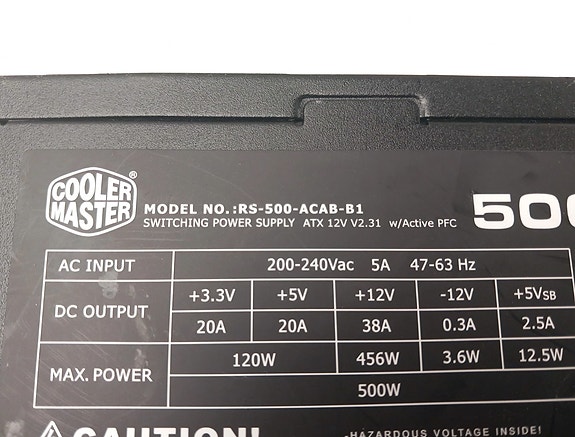 COOLER
MASTER ®
MODEL NO.:RS-500-ACAB-B1
SWITCHING POWER SUPPLY ATX 12V V2.31 w/Active PFC
500
AC INPUT 200-240Vac 5A 47-63 Hz
DC OUTPUT +3.3V +5V +12V -12V +5VSB
20A 20A 38A 0.3A 2.5A
MAX. POWER 120W 456W 3.6W 12.5W
500W
CAUTION!
-HAZARDOUS VOLTAGE INSIDE!